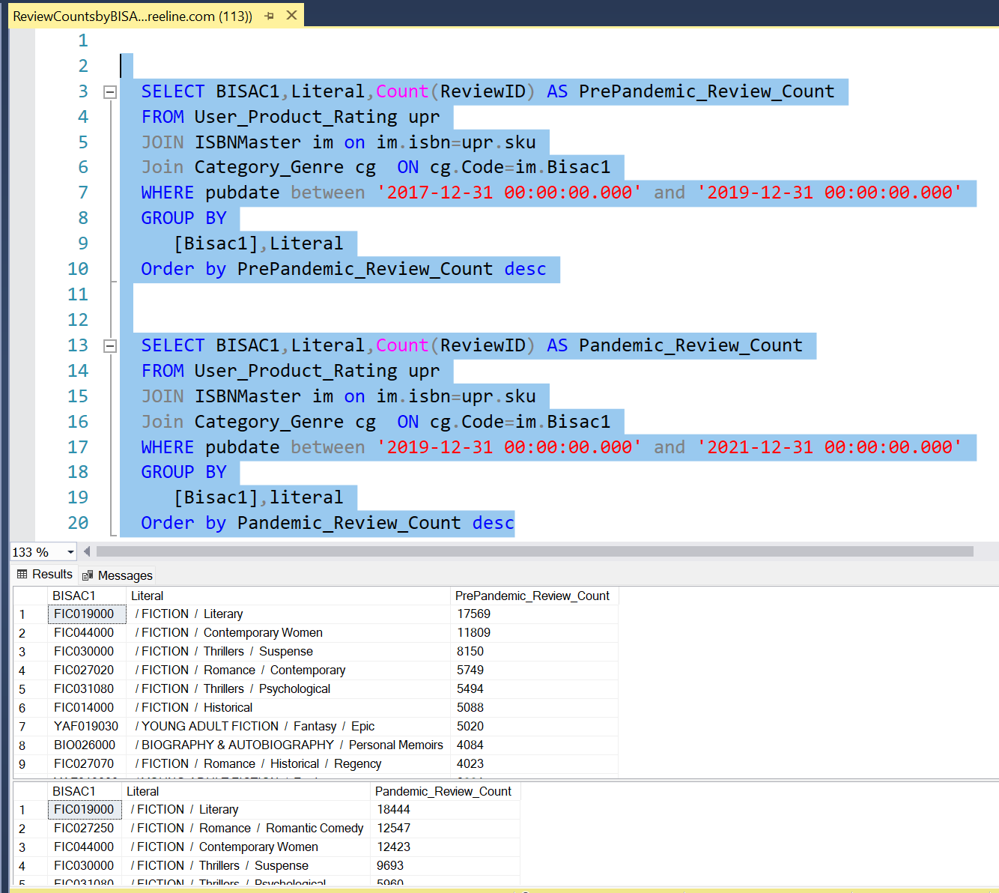 ReviewCountsbyBISA...reeline.com (113))
1
2
3 SELECT BISAC1,Literal,Count(ReviewID) AS PrePandemic_Review_Count
4 FROM User_Product_Rating upr
5 JOIN ISBNMaster im on im.isbn=upr.sku
6 Join Category_Genre cg  ON cg.Code=im.Bisac1
7 WHERE pubdate between '2017-12-31 00:00:00.000' and '2019-12-31 00:00:00.000'
8 GROUP BY
9 [Bisac1],Literal
10 Order by PrePandemic_Review_Count desc
11
12
13 SELECT BISAC1,Literal,Count(ReviewID) AS Pandemic_Review_Count
14 FROM User_Product_Rating upr
15 JOIN ISBNMaster im on im.isbn=upr.sku
16 Join Category_Genre cg  ON cg.Code=im.Bisac1
17 WHERE pubdate between '2019-12-31 00:00:00.000' and '2021-12-31 00:00:00.000'
18 GROUP BY
19 [Bisac1],literal
20 Order by Pandemic_Review_Count desc
133 %
Results Messages
BISAC1 Literal PrePandemic_Review_Count
1 FIC019000 / FICTION / Literary 17569
2 FIC044000 / FICTION / Contemporary Women 11809
3 FIC030000 / FICTION / Thrillers / Suspense 8150
4 FIC027020 / FICTION / Romance / Contemporary 5749
5 FIC031080 / FICTION / Thrillers / Psychological 5494
6 FIC014000 / FICTION / Historical 5088
7 YAF019030 / YOUNG ADULT FICTION / Fantasy / Epic 5020
8 BIO026000 / BIOGRAPHY & AUTOBIOGRAPHY / Personal Memoirs 4084
9 FIC027070 / FICTION / Romance / Historical / Regency 4023
BISAC1 Literal Pandemic_Review_Count
1 FIC019000 / FICTION / Literary 18444
2 FIC027250 / FICTION / Romance / Romantic Comedy 12547
3 FIC044000 / FICTION / Contemporary Women 12423
4 FIC030000 / FICTION / Thrillers / Suspense 9693
5 FIC031080 / FICTION / Thrillers / Psychological 5960